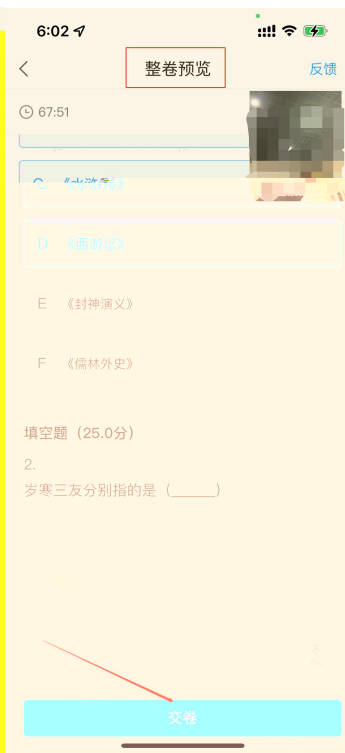 6:02
整卷预览
反馈
67:51
C 《水浒传》
D 《西游记》
E 《封神演义》
F 《儒林外史》
填空题（25.0分）
2.
岁寒三友分别指的是（______）
交卷